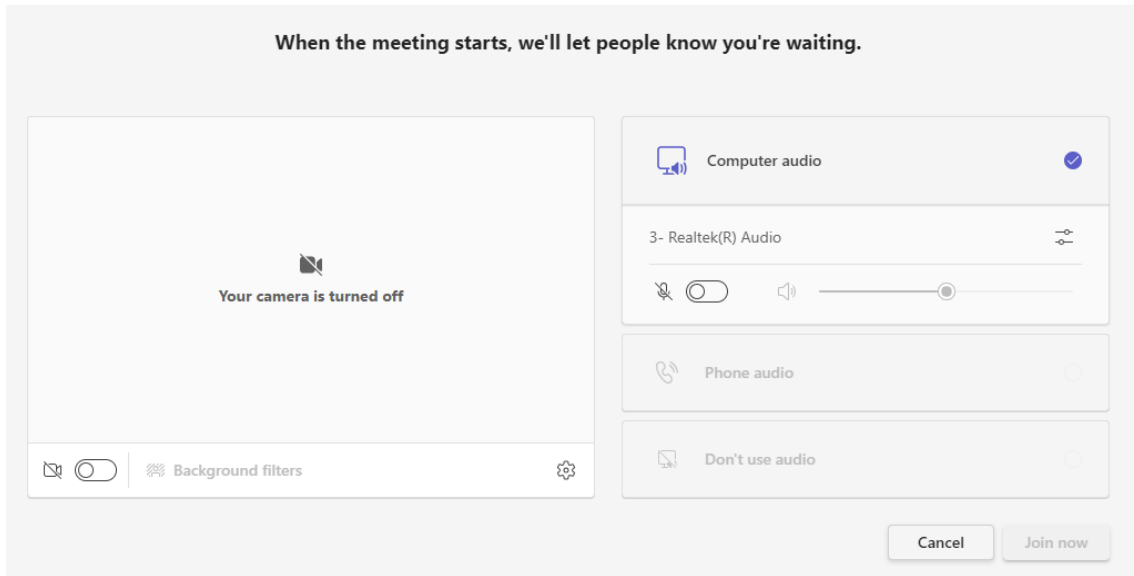 When the meeting starts, we'll let people know you're waiting.
Your camera is turned off
Background filters
Computer audio
3- Realtek(R) Audio
Phone audio
Don't use audio
Cancel
Join now